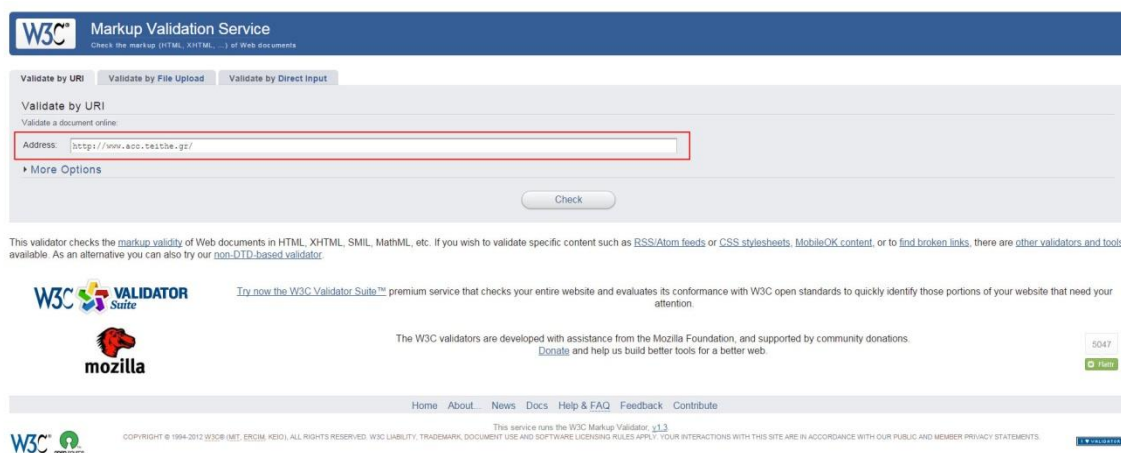 W3C®
Markup Validation Service
Check the markup (HTML, XHTML, ...) of Web documents
Validate by URI Validate by File Upload Validate by Direct Input
Validate by URI
Validate a document online:
Address: http://www.acc.teithe.gr/
More Options
Check
This validator checks the markup validity of Web documents in HTML, XHTML, SMIL, MathML, etc. If you wish to validate specific content such as RSS/Atom feeds or CSS stylesheets, MobileOK content, or to find broken links, there are other validators and tools
available. As an alternative you can also try our non-DTD-based validator.
W3C VALIDATOR
Suite
Try now the W3C Validator Suite™ premium service that checks your entire website and evaluates its conformance with W3C open standards to quickly identify those portions of your website that need your
attention.
mozilla
The W3C validators are developed with assistance from the Mozilla Foundation, and supported by community donations.
Donate and help us build better tools for a better web.
5047
Flattr
Home About... News Docs Help & FAQ Feedback Contribute
This service runs the W3C Markup Validator, v1.3.
W3C®
COPYRIGHT © 1994-2012 W3C® (MIT, ERCIM, KEIO), ALL RIGHTS RESERVED. W3C LIABILITY, TRADEMARK, DOCUMENT USE AND SOFTWARE LICENSING RULES APPLY. YOUR INTERACTIONS WITH THIS SITE ARE IN ACCORDANCE WITH OUR PUBLIC AND MEMBER PRIVACY STATEMENTS.